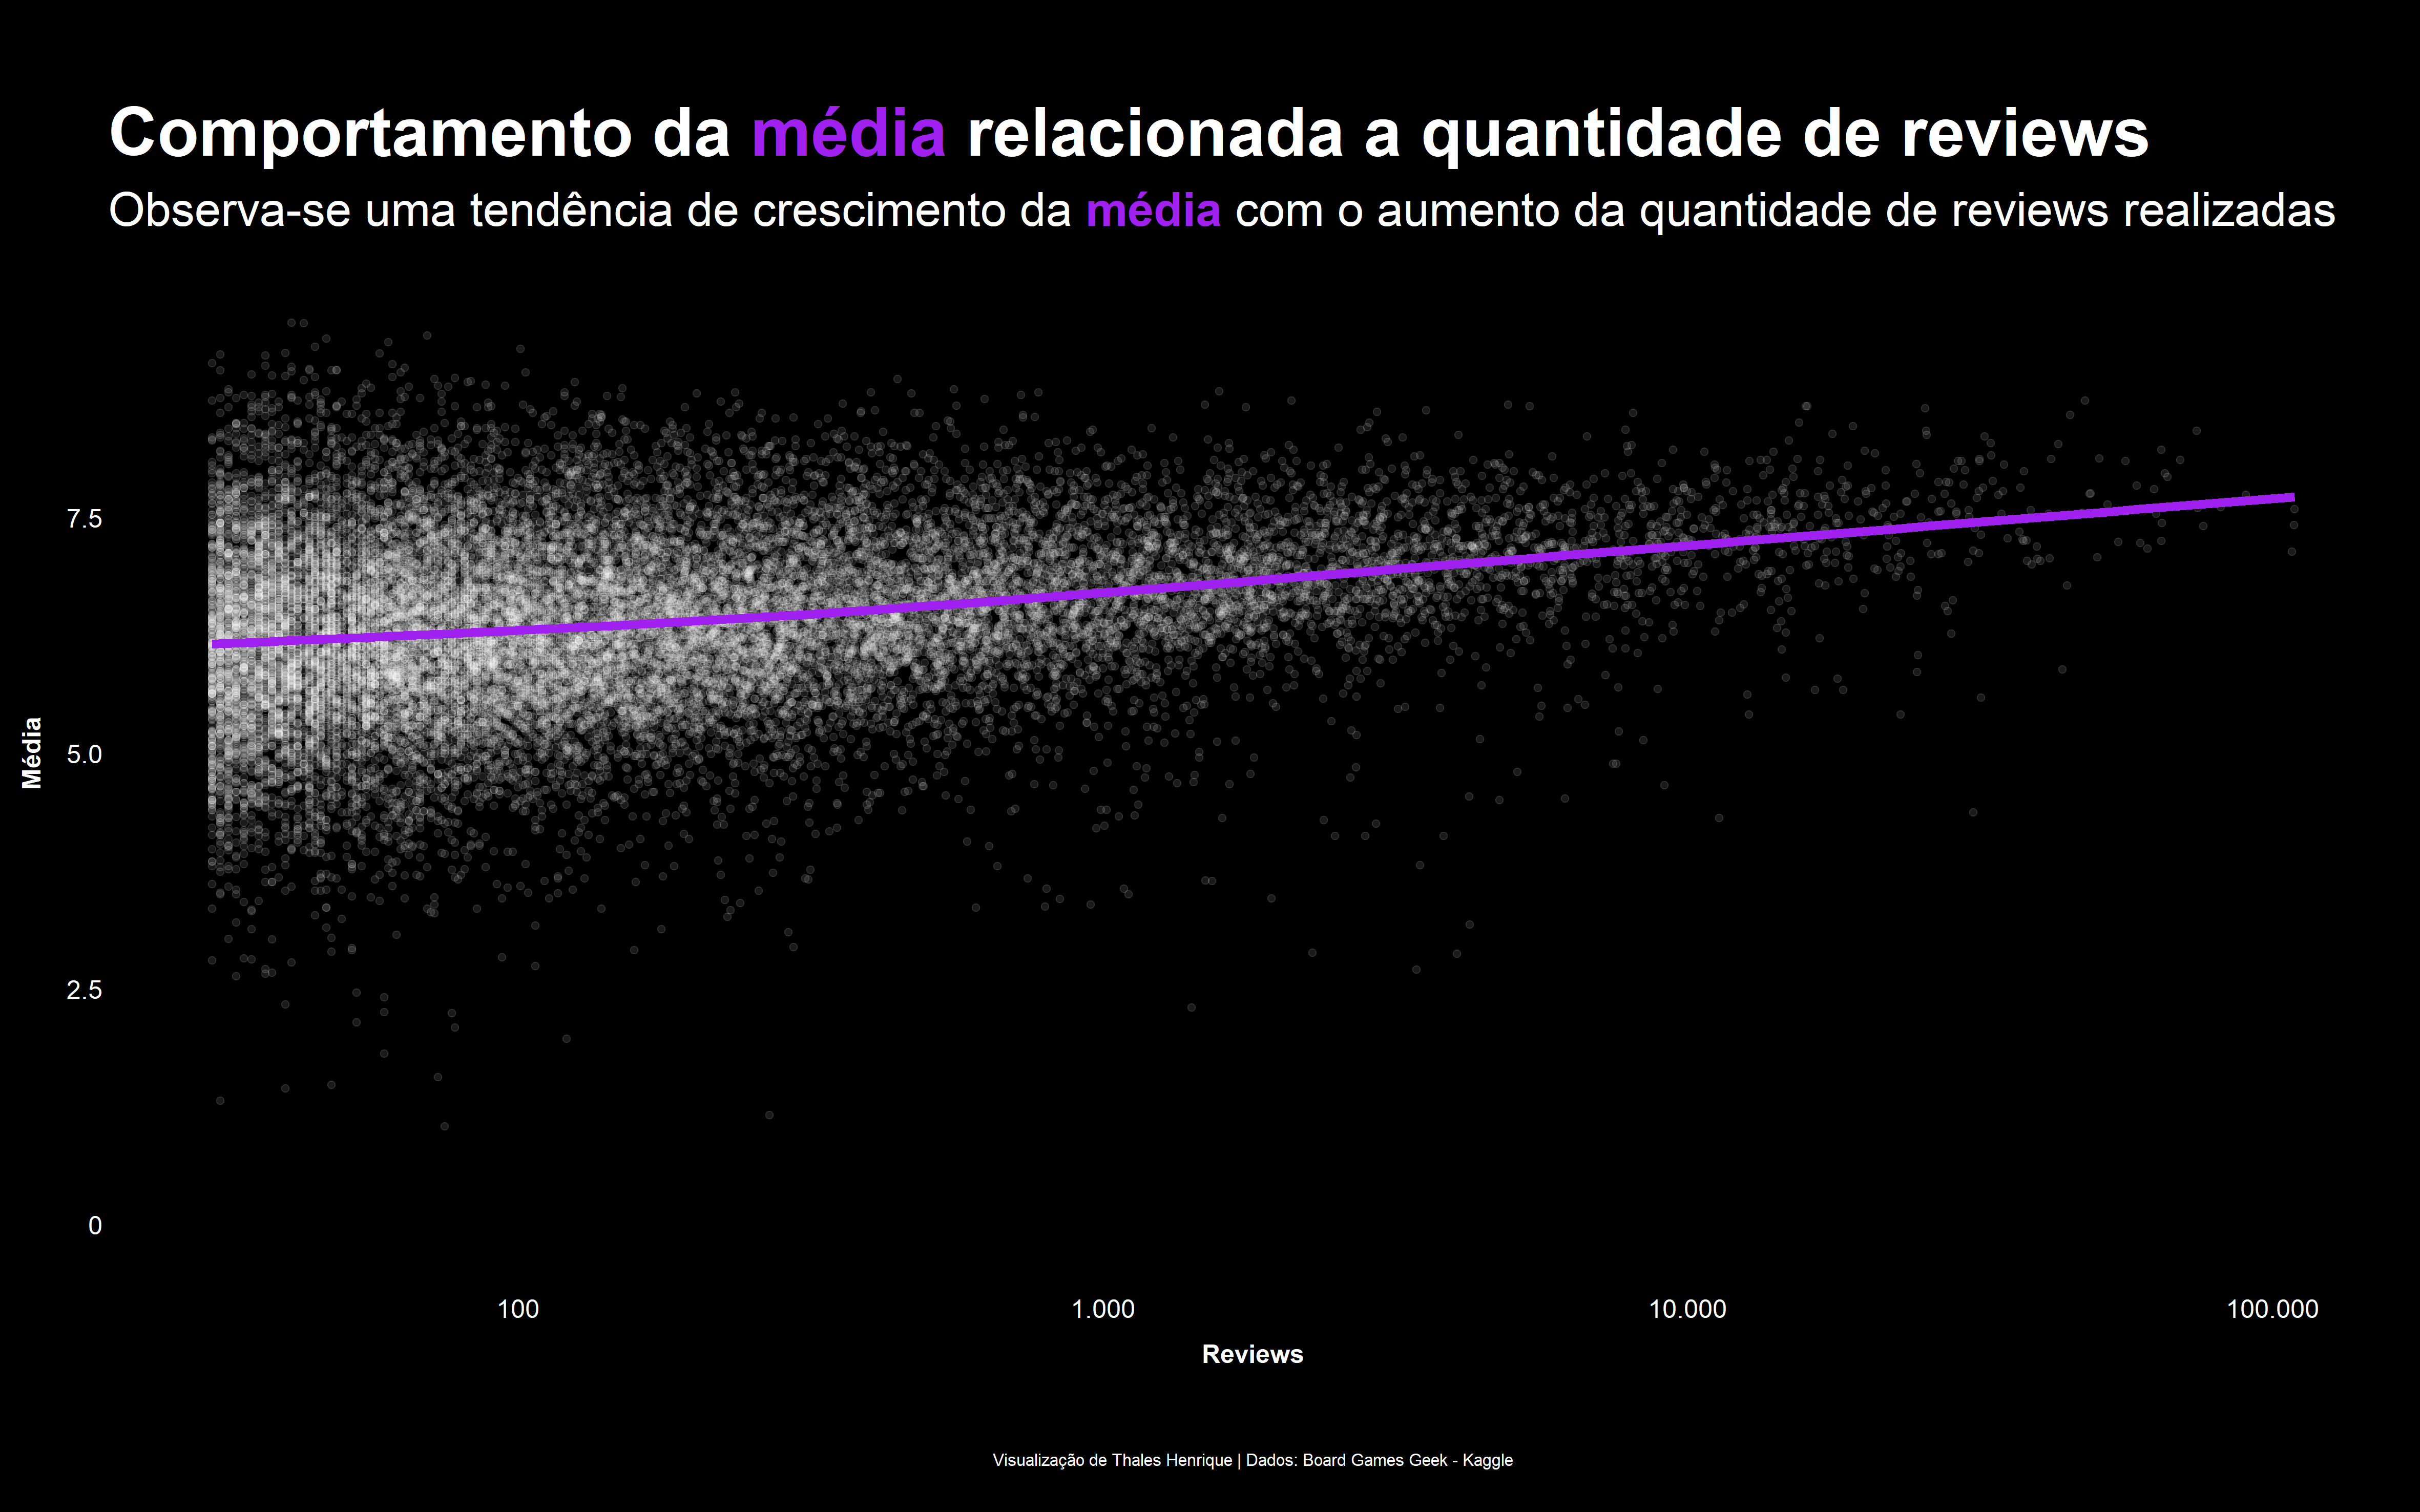 Comportamento da média relacionada a quantidade de reviews
Observa-se uma tendência de crescimento da média com o aumento da quantidade de reviews realizadas
Média
7.5
5.0
2.5
0
100
1.000
10.000
100.000
Reviews
Visualização de Thales Henrique | Dados: Board Games Geek - Kaggle